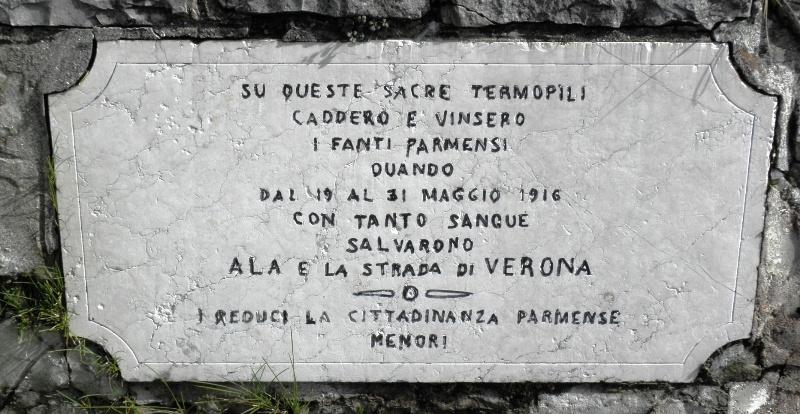 SU QUESTE SACRE TERMOPILI
CADDERO E VINSERO
I FANTI PARMENSI
QUANDO
DAL 19 AL 31 MAGGIO 1916
CON TANTO SANGUE
SALVARONO
ALA E LA STRADA DI VERONA
I REDUCI LA CITTADINANZA PARMENSE
MEMORI